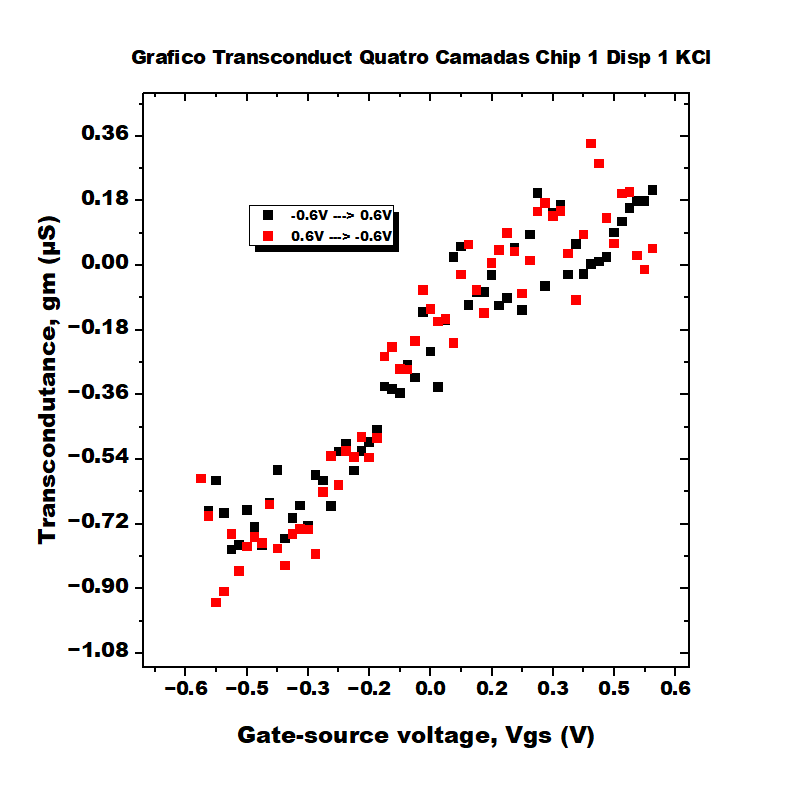 Grafico Transconduct Quatro Camadas Chip 1 Disp 1 KCl
0.36
0.18
-0.6V ---> 0.6V
0.6V ---> -0.6V
0.00
−0.18
−0.36
−0.54
−0.72
−0.90
−1.08
Transcondutance, gm (µS)
−0.6 −0.5 −0.3 −0.2 0.0 0.2 0.3 0.5 0.6
Gate-source voltage, Vgs (V)